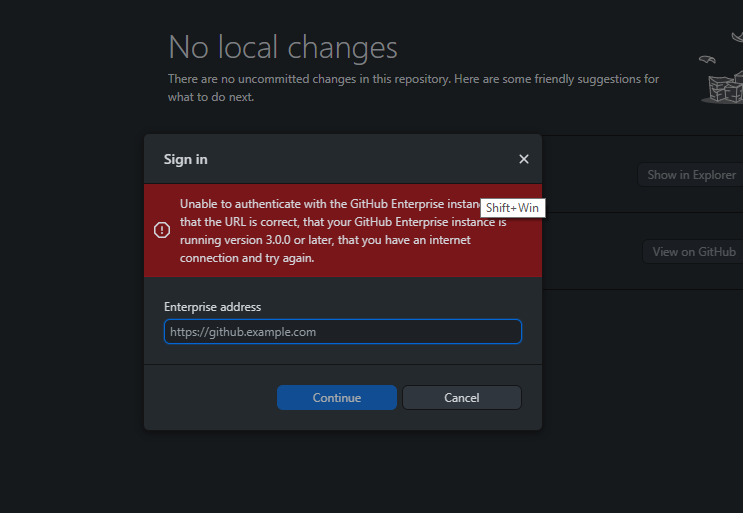 No local changes
There are no uncommitted changes in this repository. Here are some friendly suggestions for
what to do next.
Sign in
Show in Explorer
Unable to authenticate with the GitHub Enterprise instance
Shift+Win
that the URL is correct, that your GitHub Enterprise instance is
running version 3.0.0 or later, that you have an internet
connection and try again.
View on GitHub
Enterprise address
https://github.example.com
Continue
Cancel